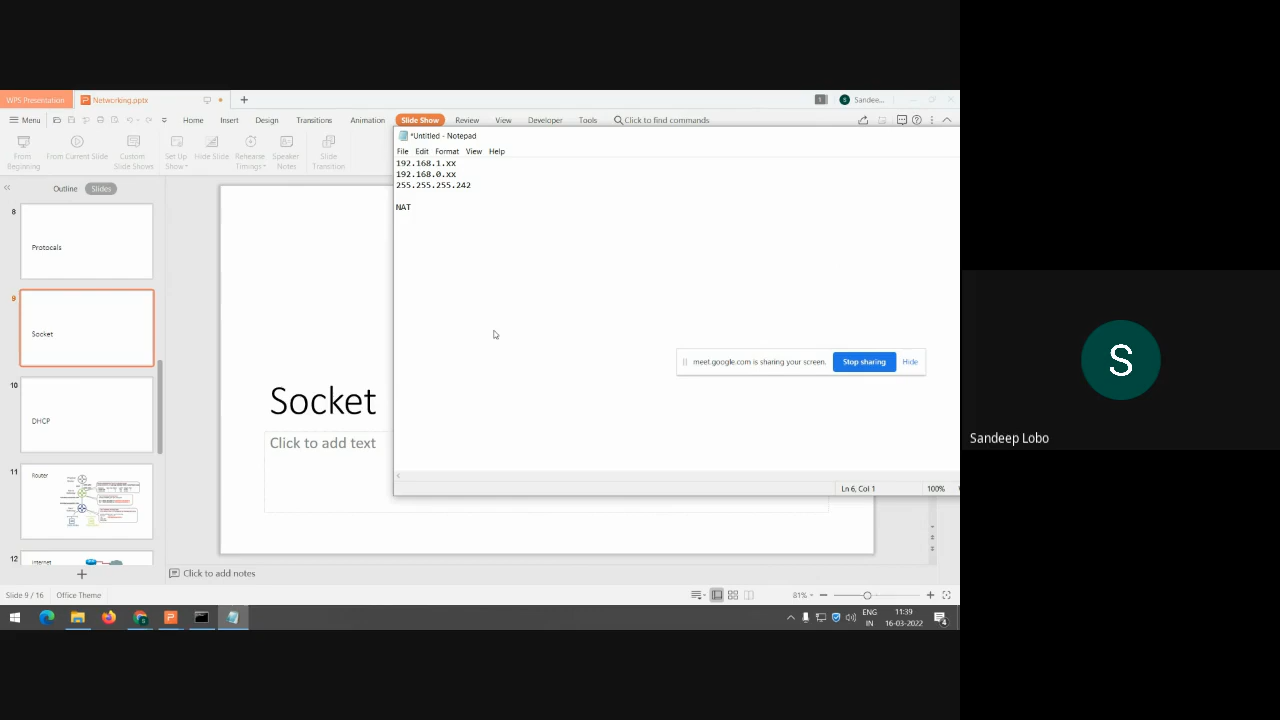 WPS Presentation
Networking.pptx
Sandee...
Menu
Home
Insert
Design
Transitions
Animation
Slide Show
Review
View
Developer
Tools
Click to find commands
From Beginning
From Current Slide
Custom Slide Shows
Set Up Show
Hide Slide
Rehearse Timings
Speaker Notes
Slide Transition
*Untitled - Notepad
File Edit Format View Help
192.168.1.xx
192.168.0.xx
255.255.255.242
NAT
Outline
Slides
8
Protocals
9
Socket
10
DHCP
11
Router
12
Internet
Socket
Click to add text
meet.google.com is sharing your screen.
Stop sharing
Hide
Ln 6, Col 1
100%
Click to add notes
Slide 9 / 16
Office Theme
81%
ENG
IN
11:39
16-03-2022
S
Sandeep Lobo